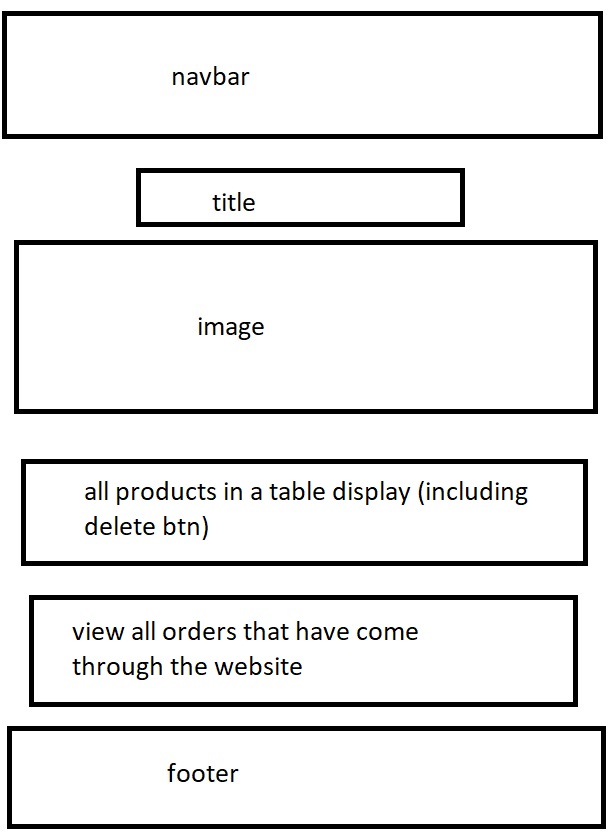 navbar
title
image
all products in a table display (including
delete btn)
view all orders that have come
through the website
footer